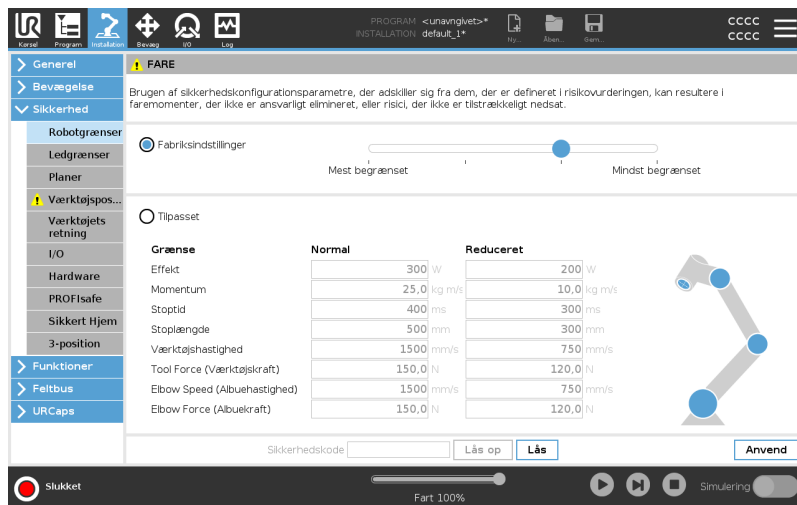 UR
PROGRAM <unavngivet>*
INSTALLATION default_1*
Kørsel Program Installation Bevæg I/O Log
Ny... Åben... Gem...
cccc
cccc
Generel
Bevægelse
Sikkerhed
Robotgrænser
Ledgrænser
Planer
Værktøjspos...
Værktøjets
retning
I/O
Hardware
PROFIsafe
Sikkert Hjem
3-position
Funktioner
Feltbus
URCaps
FARE
Brugen af sikkerhedskonfigurationsparametre, der adskiller sig fra dem, der er defineret i risikovurderingen, kan resultere i
faremomenter, der ikke er ansvarligt elimineret, eller risici, der ikke er tilstrækkeligt nedsat.
Fabriksindstillinger
Mest begrænset Mindst begrænset
Tilpasset
Grænse Normal Reduceret
Effekt 300 W 200 W
Momentum 25,0 kg m/s 10,0 kg m/s
Stoptid 400 ms 300 ms
Stoplængde 500 mm 300 mm
Værktøjshastighed 1500 mm/s 750 mm/s
Tool Force (Værktøjskraft) 150,0 N 120,0 N
Elbow Speed (Albuehastighed) 1500 mm/s 750 mm/s
Elbow Force (Albuekraft) 150,0 N 120,0 N
Sikkerhedskode Lås op Lås Anvend
Slukket
Fart 100%
Simulering